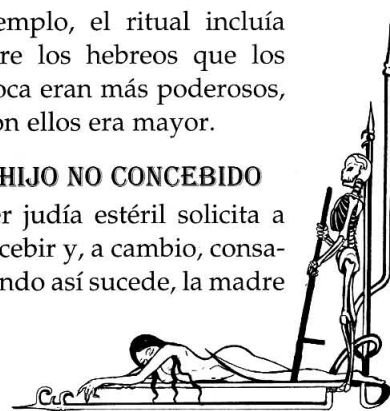 emplo, el ritual incluía
re los hebreos que los
oca eran más poderosos,
on ellos era mayor.
HIJO NO CONCEBIDO
er judía estéril solicita a
cebir y, a cambio, consa-
ndo así sucede, la madre